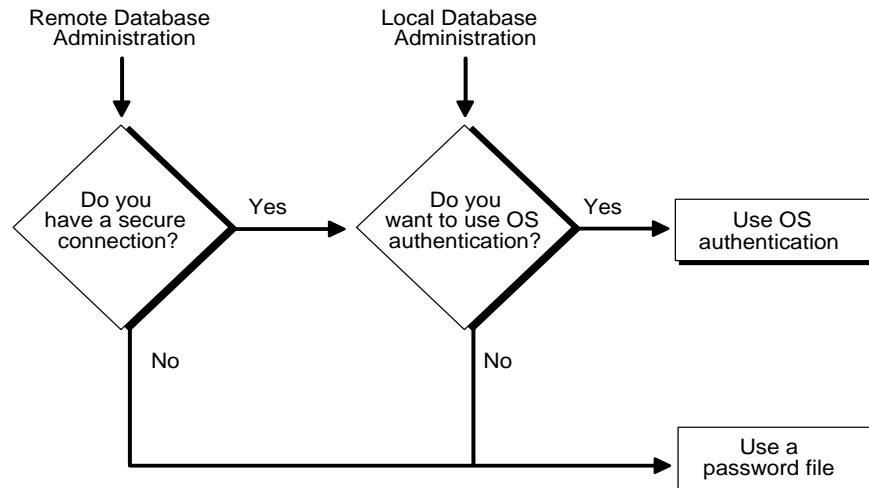 Remote Database
Administration
Local Database
Administration
Do you
have a secure
connection?
Yes
Do you
want to use OS
authentication?
Yes
Use OS
authentication
No
No
Use a
password file